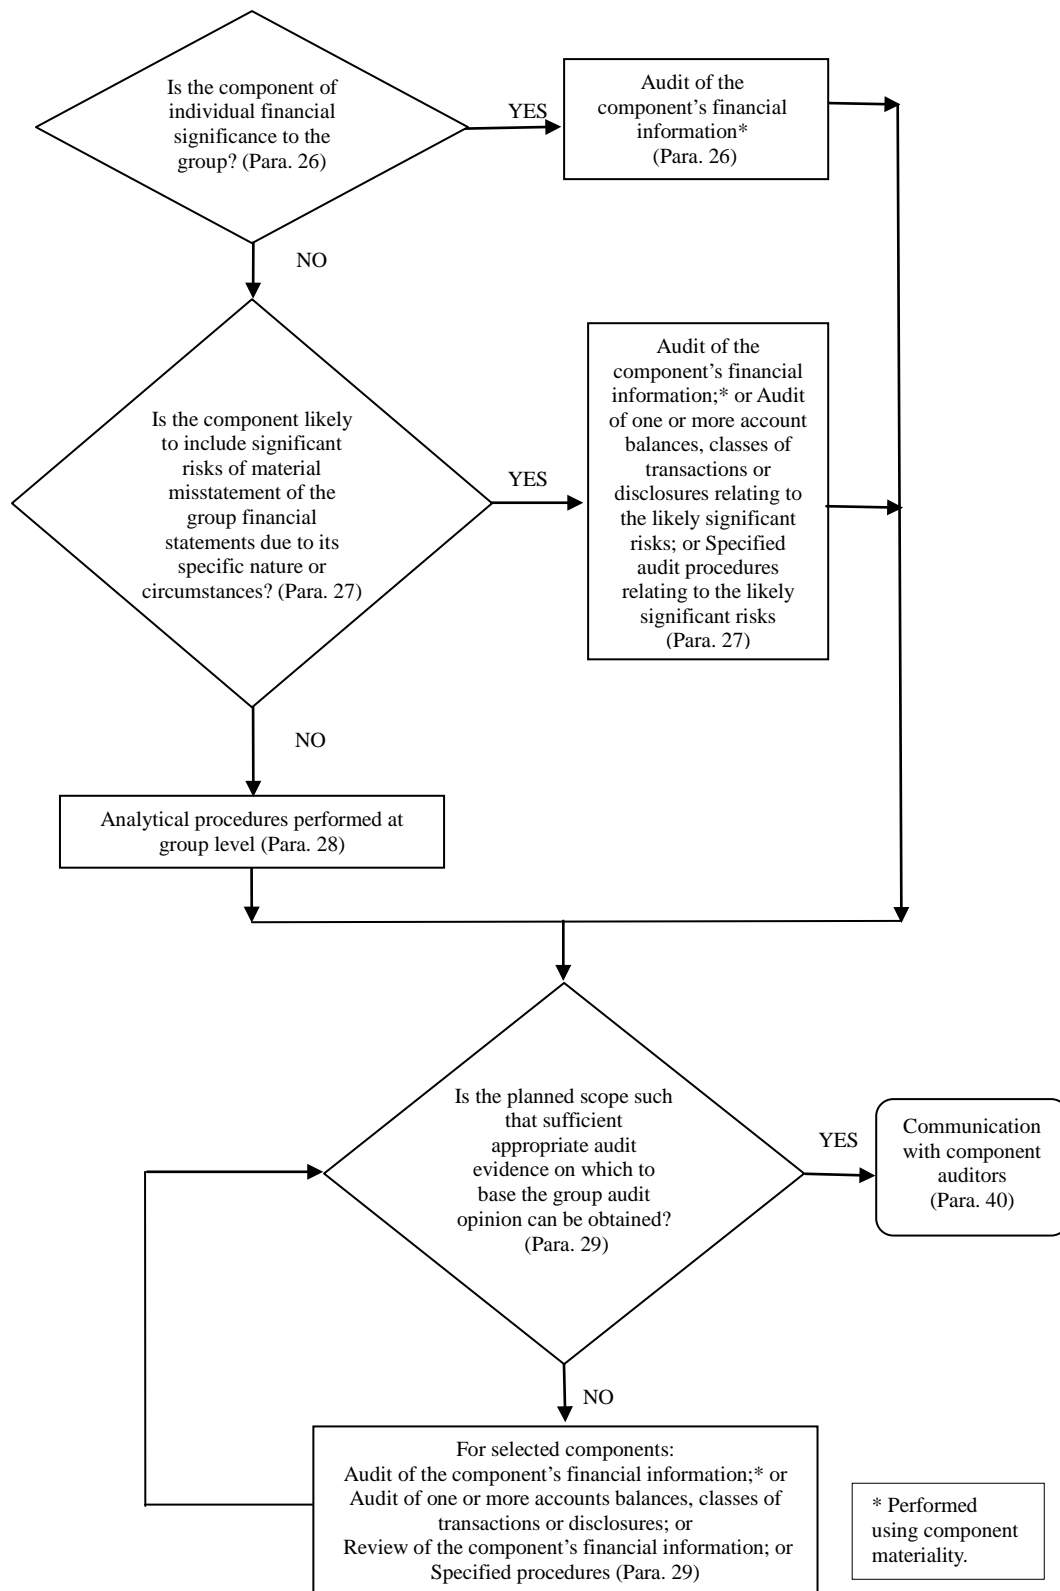 Is the component of
individual financial
significance to the
group? (Para. 26)
YES
Audit of the
component’s financial
information*
(Para. 26)
NO
Is the component likely
to include significant
risks of material
misstatement of the
group financial
statements due to its
specific nature or
circumstances? (Para. 27)
YES
Audit of the
component’s financial
information;* or Audit
of one or more account
balances, classes of
transactions or
disclosures relating to
the likely significant
risks; or Specified
audit procedures
relating to the likely
significant risks
(Para. 27)
NO
Analytical procedures performed at
group level (Para. 28)
Is the planned scope such
that sufficient
appropriate audit
evidence on which to
base the group audit
opinion can be obtained?
(Para. 29)
YES
Communication
with component
auditors
(Para. 40)
NO
For selected components:
Audit of the component’s financial information;* or
Audit of one or more accounts balances, classes of
transactions or disclosures; or
Review of the component’s financial information; or
Specified procedures (Para. 29)
* Performed
using component
materiality.